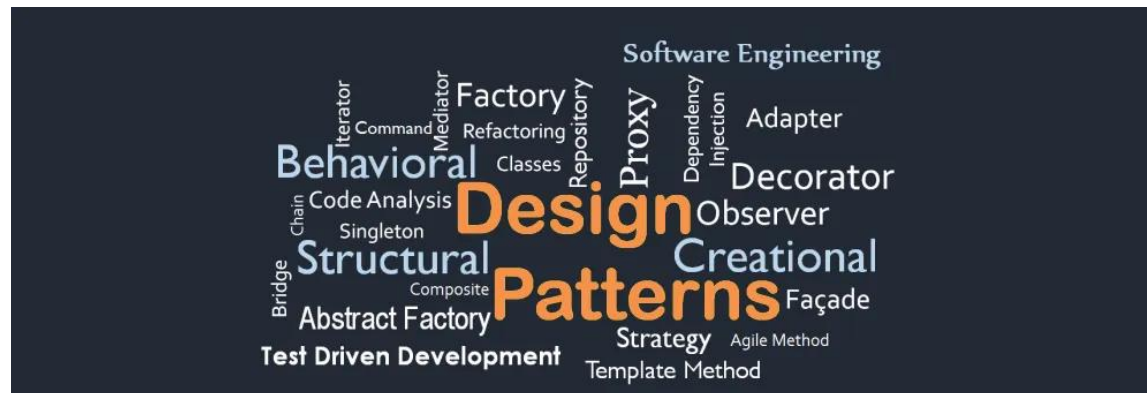 Software Engineering
Iterator
Mediator
Factory
Repository
Proxy
Dependency
Injection
Adapter
Command
Refactoring
Behavioral
Classes
Decorator
Chain
Code Analysis
Design
Observer
Singleton
Structural
Creational
Bridge
Composite
Patterns
Façade
Abstract Factory
Strategy
Agile Method
Test Driven Development
Template Method